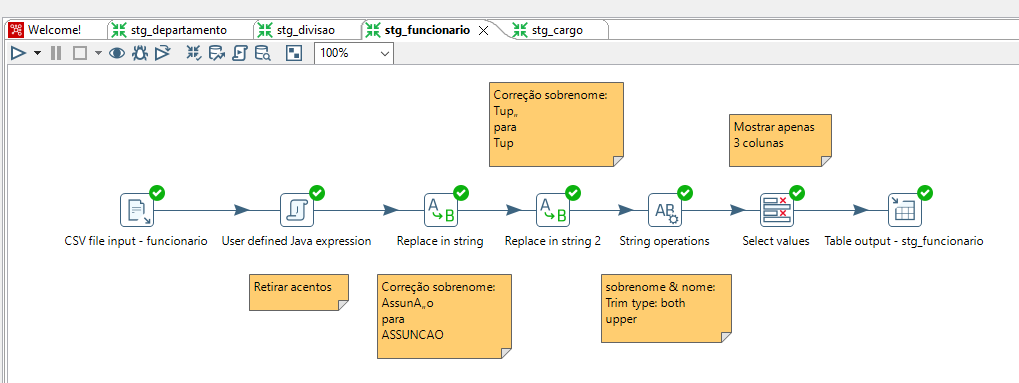 Welcome!
stg_departamento
stg_divisao
stg_funcionario
stg_cargo
100%
Correção sobrenome:
Tup„
para
Tup
Mostrar apenas
3 colunas
CSV file input - funcionario
User defined Java expression
Replace in string
Replace in string 2
String operations
Select values
Table output - stg_funcionario
Retirar acentos
Correção sobrenome:
AssunA„o
para
ASSUNCAO
sobrenome & nome:
Trim type: both
upper